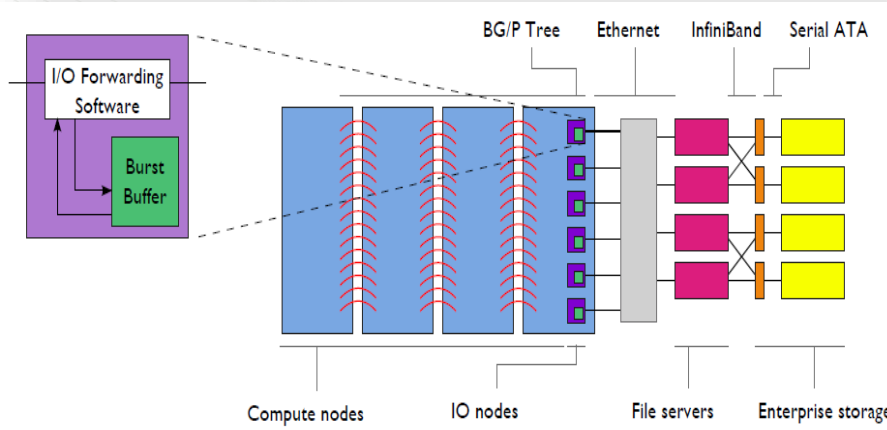 BG/P Tree
Ethernet
InfiniBand
Serial ATA
I/O Forwarding
Software
Burst
Buffer
Compute nodes
IO nodes
File servers
Enterprise storage